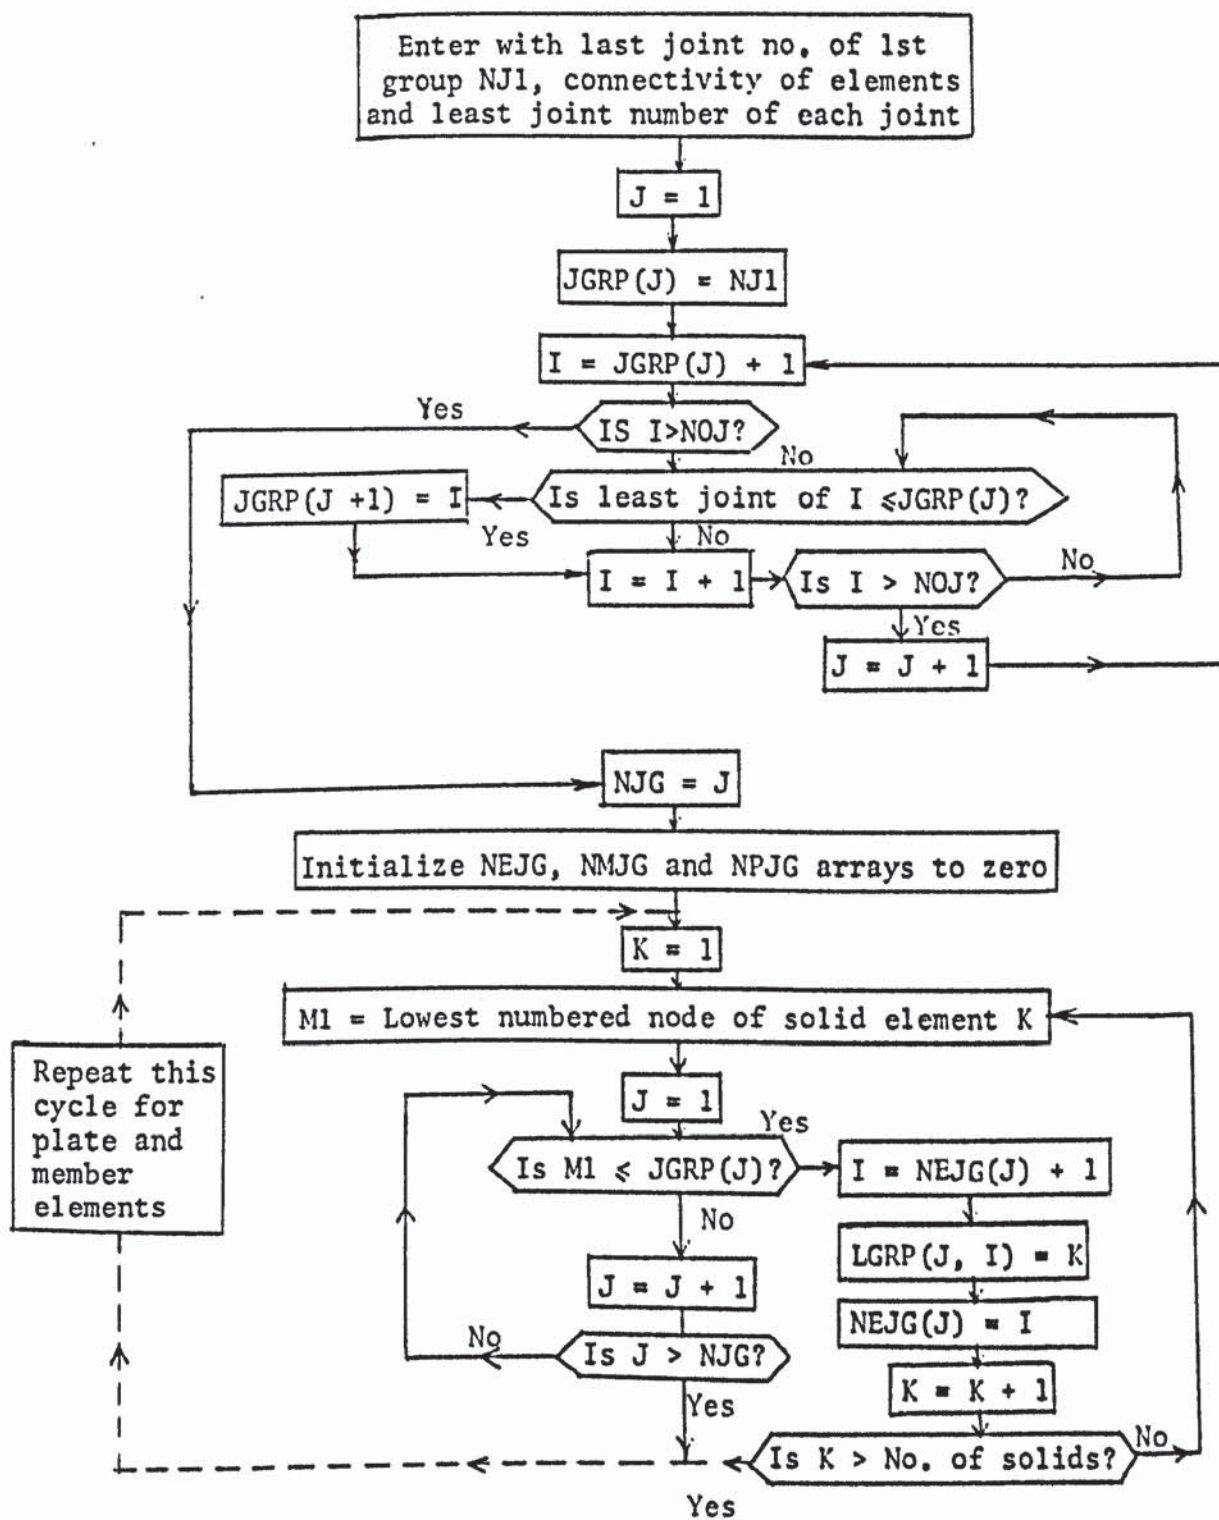 Enter with last joint no. of 1st
group NJ1, connectivity of elements
and least joint number of each joint
J = 1
JGRP(J) = NJ1
I = JGRP(J) + 1
Yes
IS I>NOJ?
No
JGRP(J +1) = I
Is least joint of I ≤JGRP(J)?
Yes
No
I = I + 1
Is I > NOJ?
No
Yes
J = J + 1
NJG = J
Initialize NEJG, NMJG and NPJG arrays to zero
K = 1
M1 = Lowest numbered node of solid element K
Repeat this
cycle for
plate and
member
elements
J = 1
Yes
Is M1 ≤ JGRP(J)?
I = NEJG(J) + 1
No
LGRP(J, I) = K
J = J + 1
NEJG(J) = I
No
Is J > NJG?
K = K + 1
Yes
Is K > No. of solids?
No
Yes